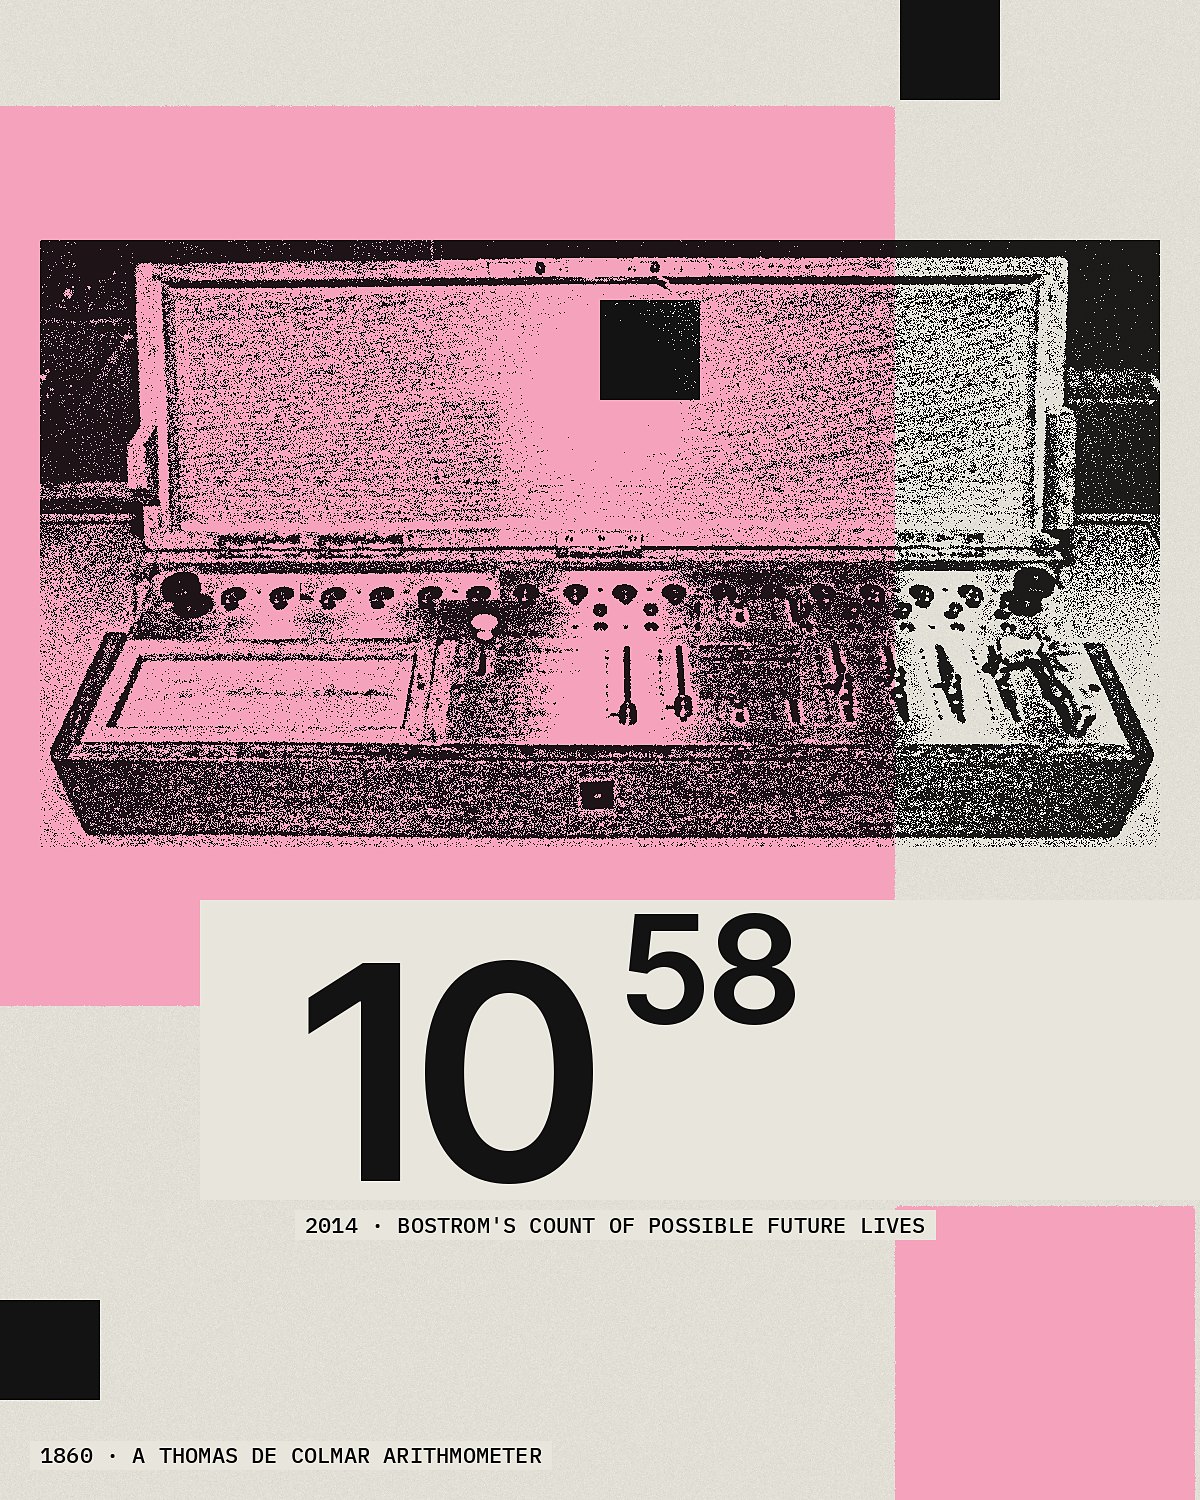 10⁵⁸
2014 · BOSTROM'S COUNT OF POSSIBLE FUTURE LIVES
1860 · A THOMAS DE COLMAR ARITHMOMETER